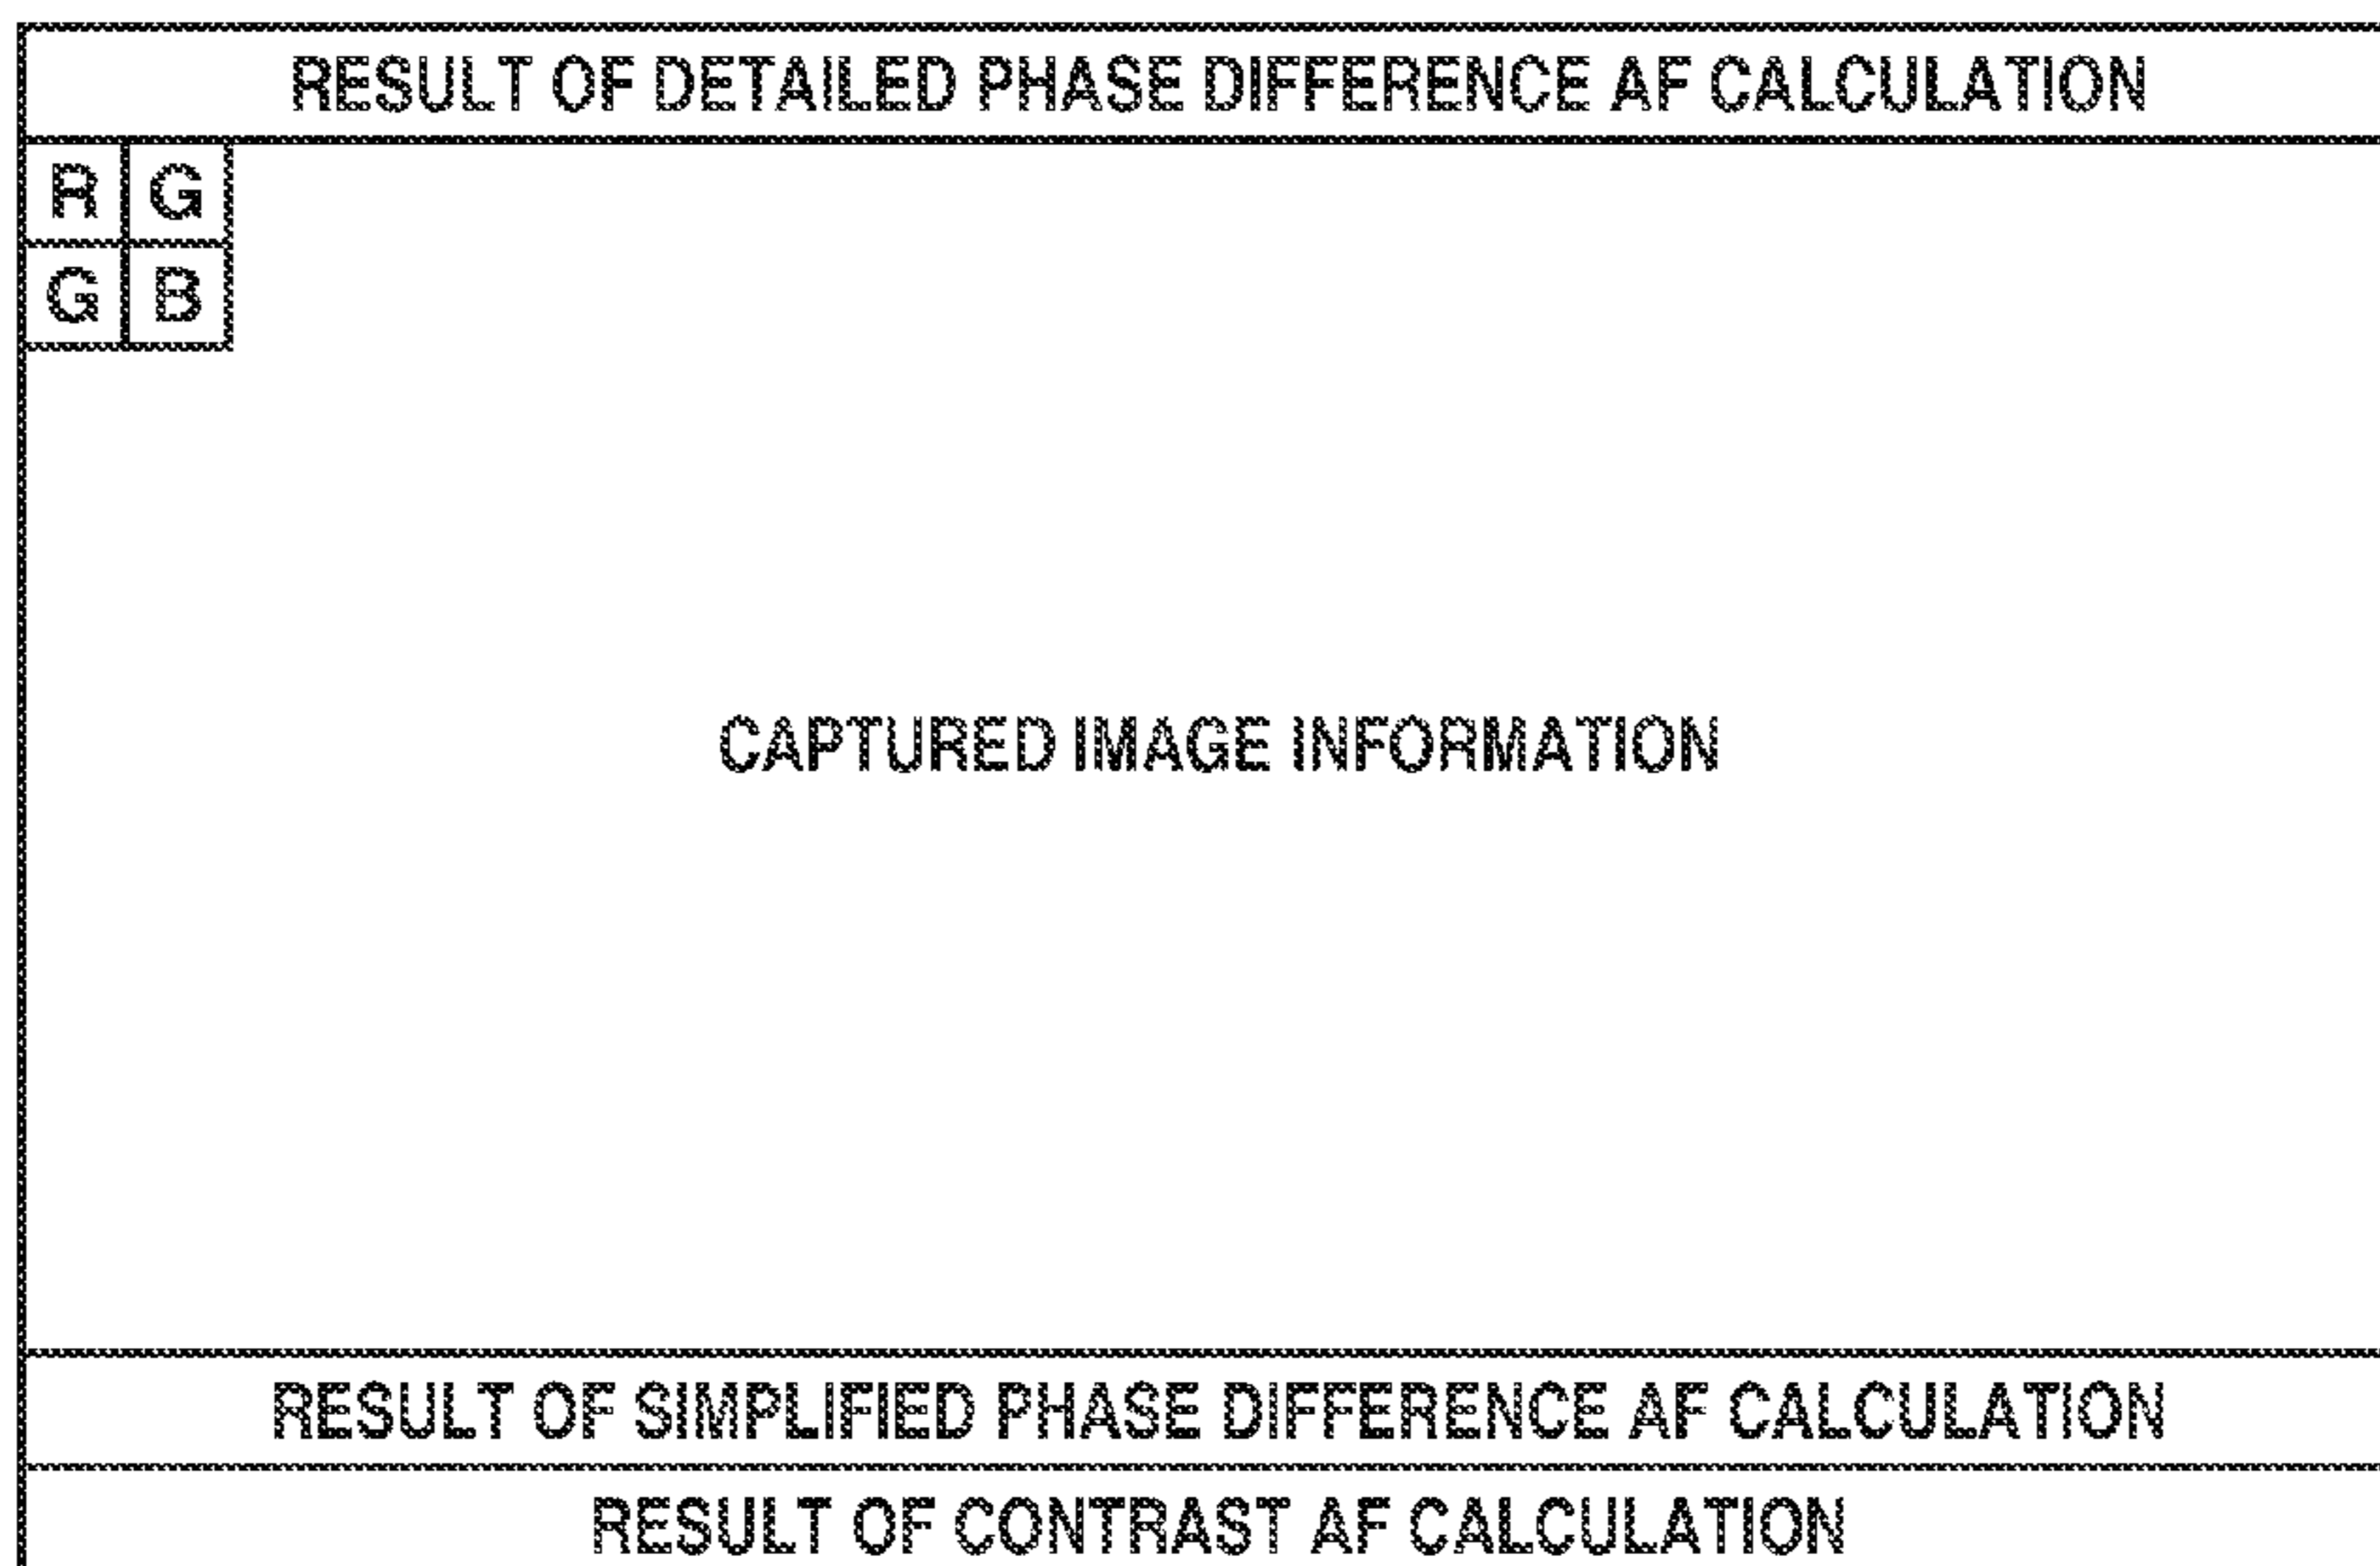 RESULT OF DETAILED PHASE DIFFERENCE AF CALCULATION
R G
G B
CAPTURED IMAGE INFORMATION
RESULT OF SIMPLIFIED PHASE DIFFERENCE AF CALCULATION
RESULT OF CONTRAST AF CALCULATION